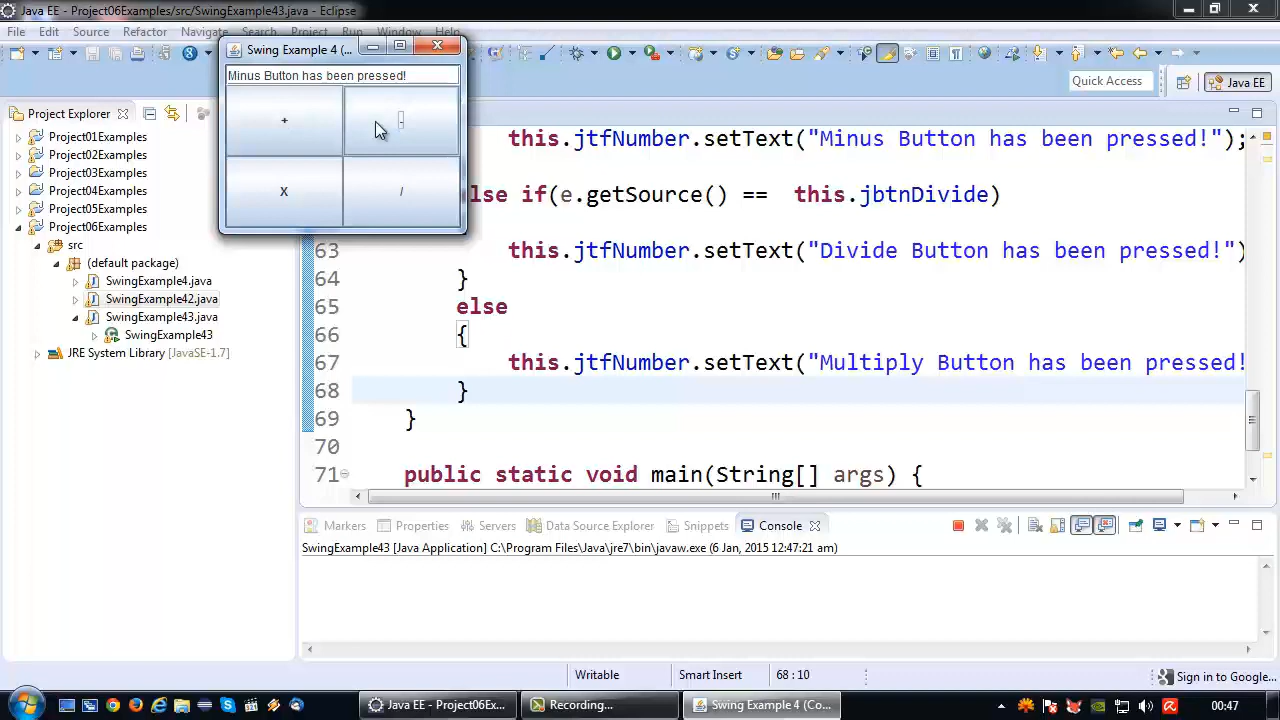 Java EE - Project06Examples/src/SwingExample43.java - Eclipse
File Edit Source Refactor Navigate Search Project Run Window Help
Swing Example 4 (...
Minus Button has been pressed!
+
-
X
/
Quick Access
Java EE
Project Explorer
Project01Examples
Project02Examples
Project03Examples
Project04Examples
Project05Examples
Project06Examples
src
(default package)
SwingExample4.java
SwingExample42.java
SwingExample43.java
SwingExample43
JRE System Library [JavaSE-1.7]
this.jtfNumber.setText("Minus Button has been pressed!");
lse if(e.getSource() == this.jbtnDivide)
63 this.jtfNumber.setText("Divide Button has been pressed!")
64 }
65 else
66 {
67 this.jtfNumber.setText("Multiply Button has been pressed!
68 }
69 }
70
71 public static void main(String[] args) {
Markers Properties Servers Data Source Explorer Snippets Console
SwingExample43 [Java Application] C:\Program Files\Java\jre7\bin\javaw.exe (6 Jan, 2015 12:47:21 am)
Writable Smart Insert 68 : 10 Sign in to Google...
Java EE - Project06Ex... Recording... Swing Example 4 (Co... 00:47